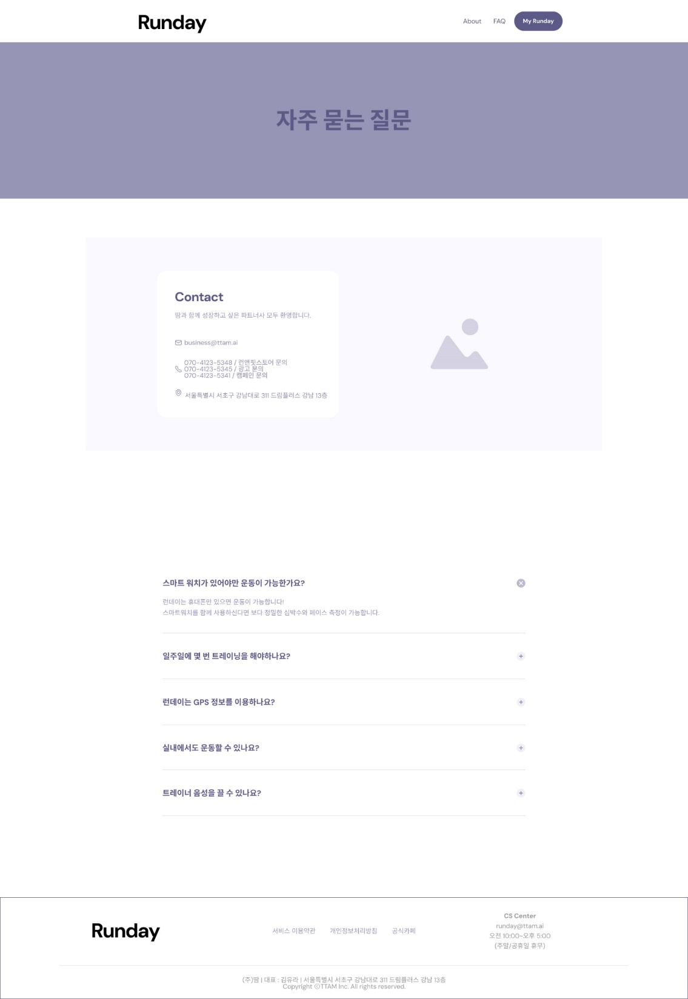 Runday
About
FAQ
My Runday
자주 묻는 질문
Contact
땀과 함께 성장하고 싶은 파트너사 모두 환영합니다.
business@ttam.ai
070-4123-5348 / 런앤핏스토어 문의
070-4123-5345 / 광고 문의
070-4123-5341 / 캠페인 문의
서울특별시 서초구 강남대로 311 드림플러스 강남 13층
스마트 워치가 있어야만 운동이 가능한가요?
런데이는 휴대폰만 있으면 운동이 가능합니다!
스마트워치를 함께 사용하신다면 보다 정밀한 심박수와 페이스 측정이 가능합니다.
일주일에 몇 번 트레이닝을 해야하나요?
런데이는 GPS 정보를 이용하나요?
실내에서도 운동할 수 있나요?
트레이너 음성을 끌 수 있나요?
Runday
서비스 이용약관
개인정보처리방침
공식카페
CS Center
runday@ttam.ai
오전 10:00~오후 5:00
(주말/공휴일 휴무)
(주)땀 | 대표 : 김유라 | 서울특별시 서초구 강남대로 311 드림플러스 강남 13층
Copyright ⓒTTAM Inc. All rights reserved.